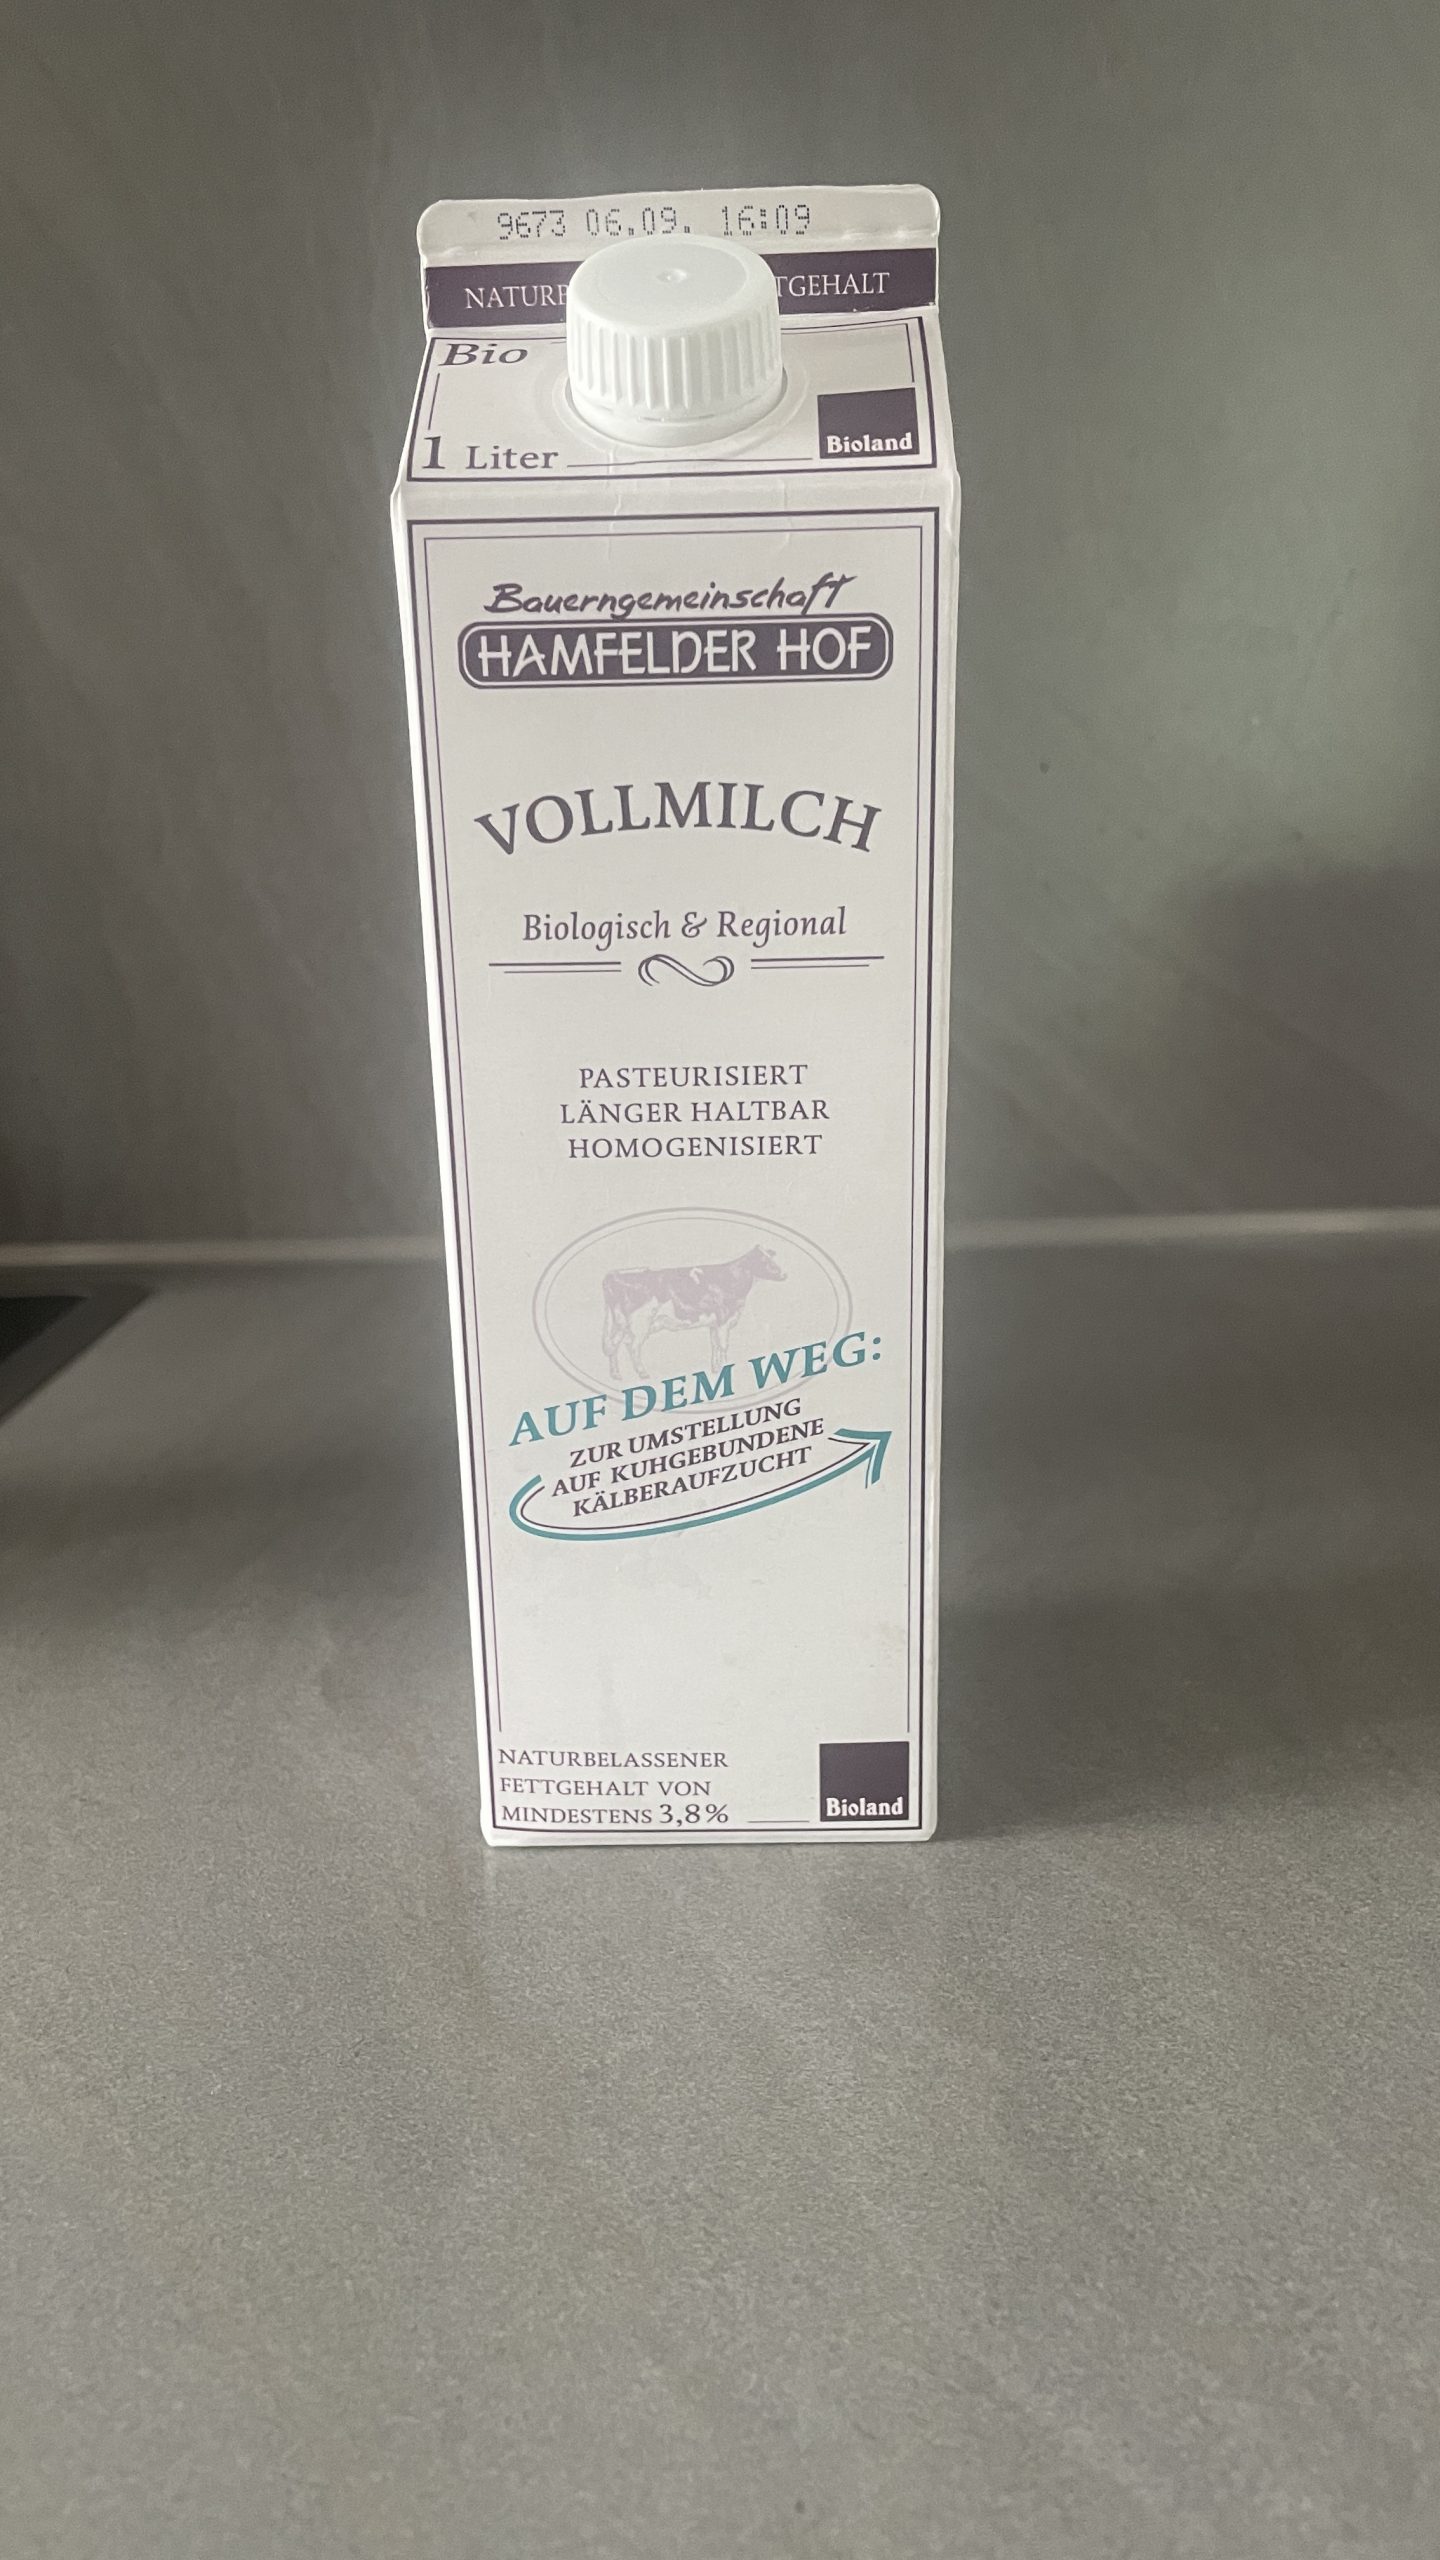 9673 06.09. 16:09
TGEHALT
Bio
1 Liter
Bioland
Bauerngemeinschaft
HAMFELDER HOF
VOLLMILCH
Biologisch & Regional
PASTEURISIERT
LÄNGER HALTBAR
HOMOGENISIERT
AUF DEM WEG:
ZUR UMSTELLUNG
AUF KUHGEBUNDENE
KÄLBERAUFZUCHT
NATURBELASSENER
FETTGEHALT VON
MINDESTENS 3,8%
Bioland